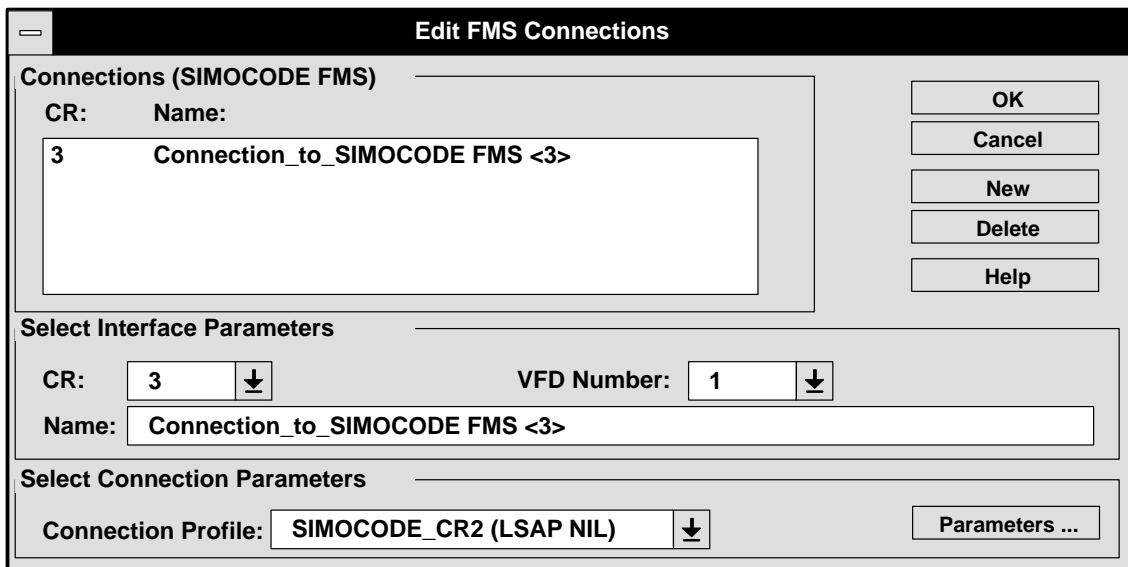 Edit FMS Connections
Connections (SIMOCODE FMS)
CR: Name:
3 Connection_to_SIMOCODE FMS <3>
OK
Cancel
New
Delete
Help
Select Interface Parameters
CR: 3 VFD Number: 1
Name: Connection_to_SIMOCODE FMS <3>
Select Connection Parameters
Connection Profile: SIMOCODE_CR2 (LSAP NIL) Parameters ...